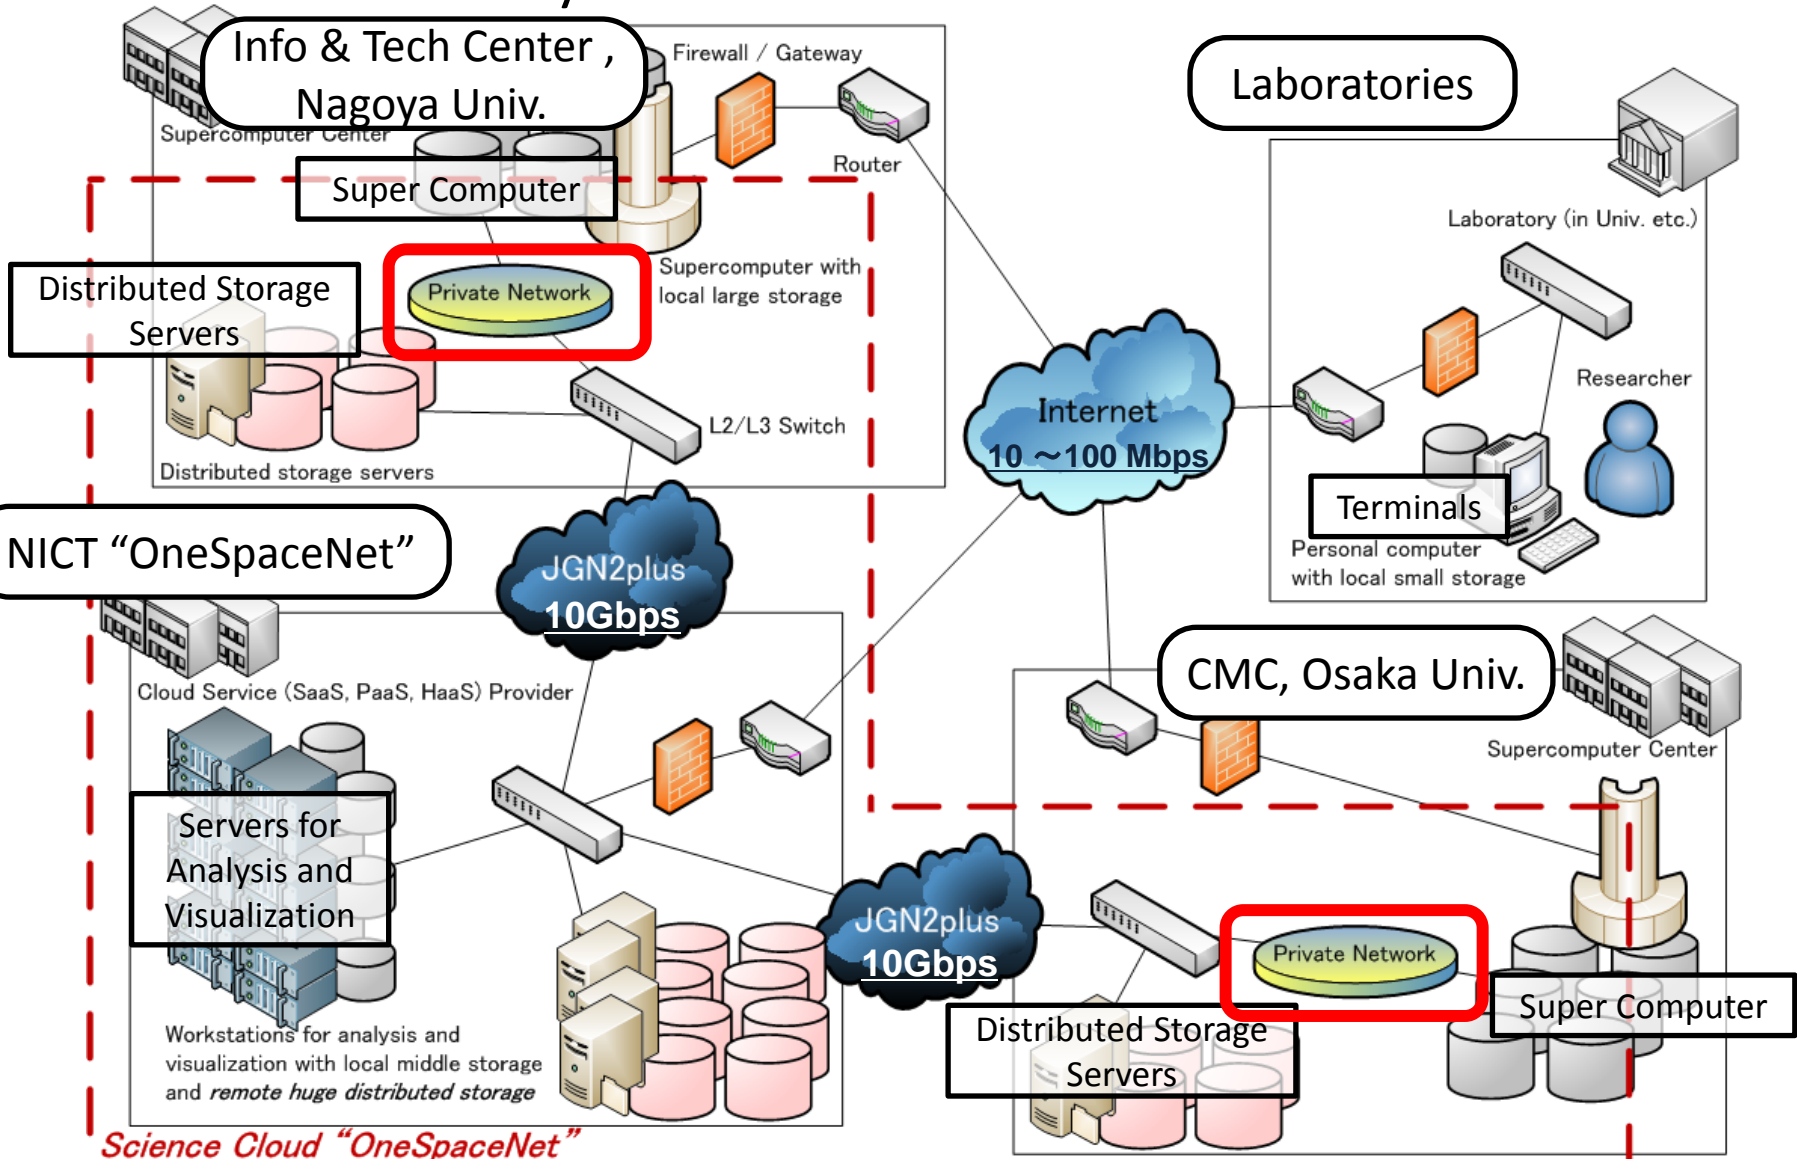 Info & Tech Center ,
Nagoya Univ.
Supercomputer Center
Firewall / Gateway
Router
Super Computer
Supercomputer with
local large storage
Private Network
Distributed Storage
Servers
L2/L3 Switch
Distributed storage servers
Laboratories
Laboratory (in Univ. etc.)
Researcher
Terminals
Personal computer
with local small storage
Internet
10 ~100 Mbps
JGN2plus
10Gbps
NICT “OneSpaceNet”
Cloud Service (SaaS, PaaS, HaaS) Provider
Servers for
Analysis and
Visualization
Workstations for analysis and
visualization with local middle storage
and remote huge distributed storage
JGN2plus
10Gbps
CMC, Osaka Univ.
Supercomputer Center
Private Network
Super Computer
Distributed Storage
Servers
Science Cloud “OneSpaceNet”